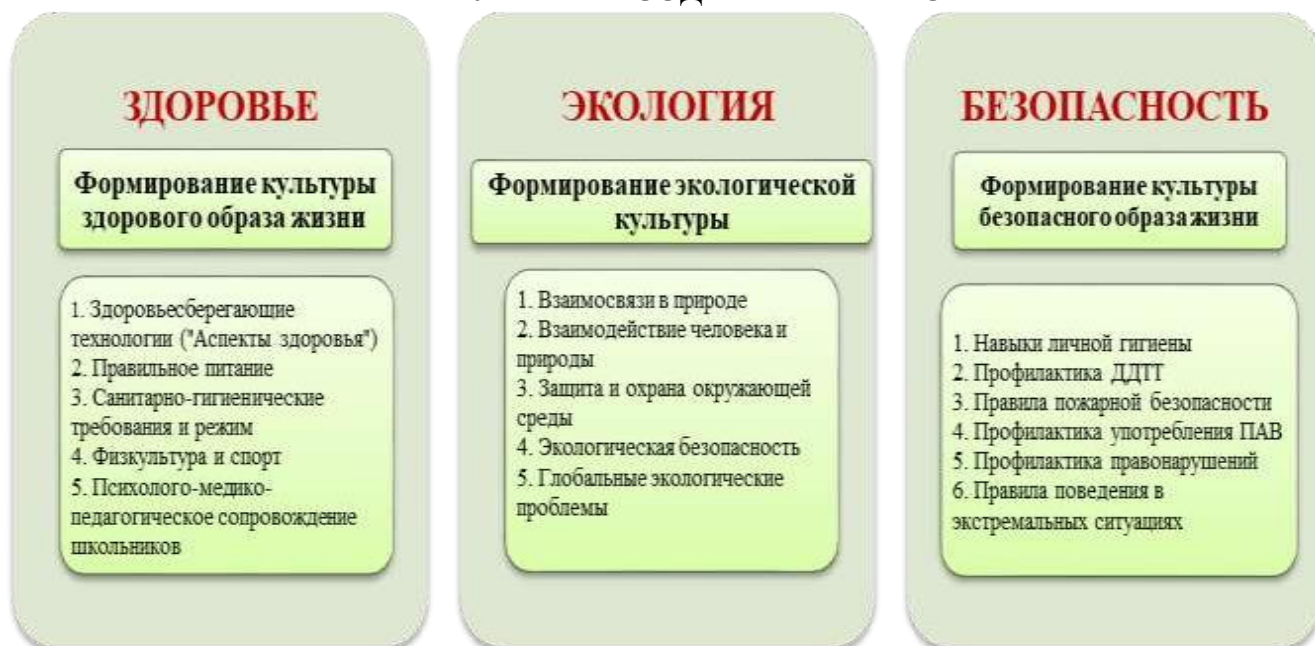 ЗДОРОВЬЕ
Формирование культуры
здорового образа жизни
1. Здоровьесберегающие
технологии ("Аспекты здоровья")
2. Правильное питание
3. Санитарно-гигиенические
требования и режим
4. Физкультура и спорт
5. Психолого-медико-
педагогическое сопровождение
школьников
ЭКОЛОГИЯ
Формирование экологической
культуры
1. Взаимосвязи в природе
2. Взаимодействие человека и
природы
3. Защита и охрана окружающей
среды
4. Экологическая безопасность
5. Глобальные экологические
проблемы
БЕЗОПАСНОСТЬ
Формирование культуры
безопасного образа жизни
1. Навыки личной гигиены
2. Профилактика ДДТТ
3. Правила пожарной безопасности
4. Профилактика употребления ПАВ
5. Профилактика правонарушений
6. Правила поведения в
экстремальных ситуациях